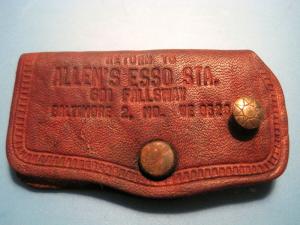 RETURN TO
ALLEN'S ESSO STA.
601 FALLSWAY
BALTIMORE 2, MD.